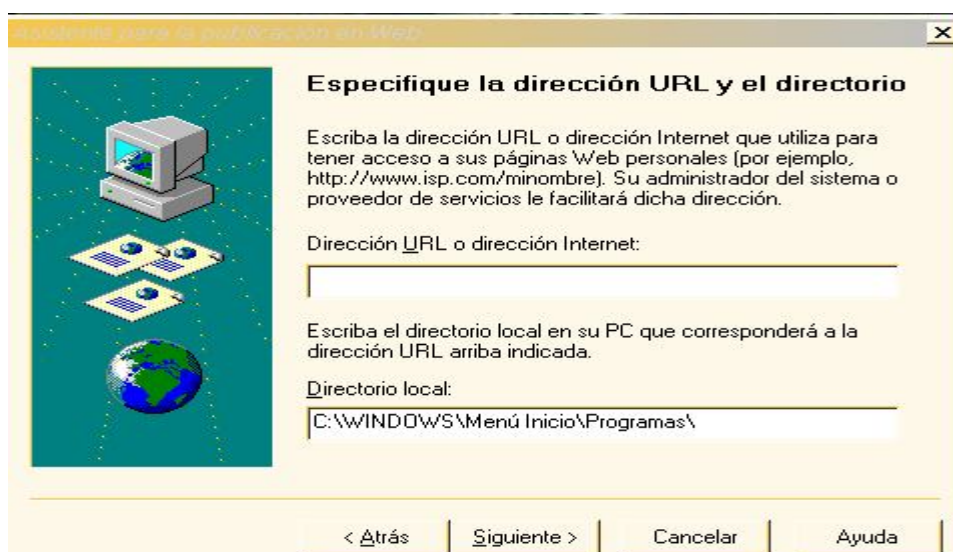 Asistente para la publicación en Web
Especifique la dirección URL y el directorio
Escriba la dirección URL o dirección Internet que utiliza para
tener acceso a sus páginas Web personales (por ejemplo,
http://www.isp.com/minombre). Su administrador del sistema o
proveedor de servicios le facilitará dicha dirección.
Dirección URL o dirección Internet:
Escriba el directorio local en su PC que corresponderá a la
dirección URL arriba indicada.
Directorio local:
C:\WINDOWS\Menú Inicio\Programas\
< Atrás Siguiente > Cancelar Ayuda